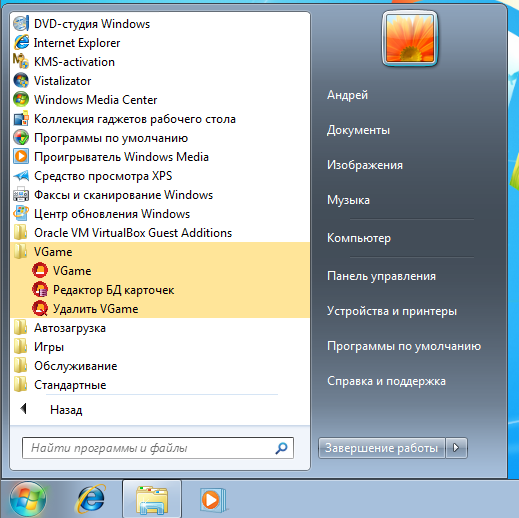 DVD-студия Windows
Internet Explorer
KMS-activation
Vistalizator
Windows Media Center
Коллекция гаджетов рабочего стола
Программы по умолчанию
Проигрыватель Windows Media
Средство просмотра XPS
Факсы и сканирование Windows
Центр обновления Windows
Oracle VM VirtualBox Guest Additions
VGame
VGame
Редактор БД карточек
Удалить VGame
Автозагрузка
Игры
Обслуживание
Стандартные
Назад
Найти программы и файлы
Андрей
Документы
Изображения
Музыка
Компьютер
Панель управления
Устройства и принтеры
Программы по умолчанию
Справка и поддержка
Завершение работы